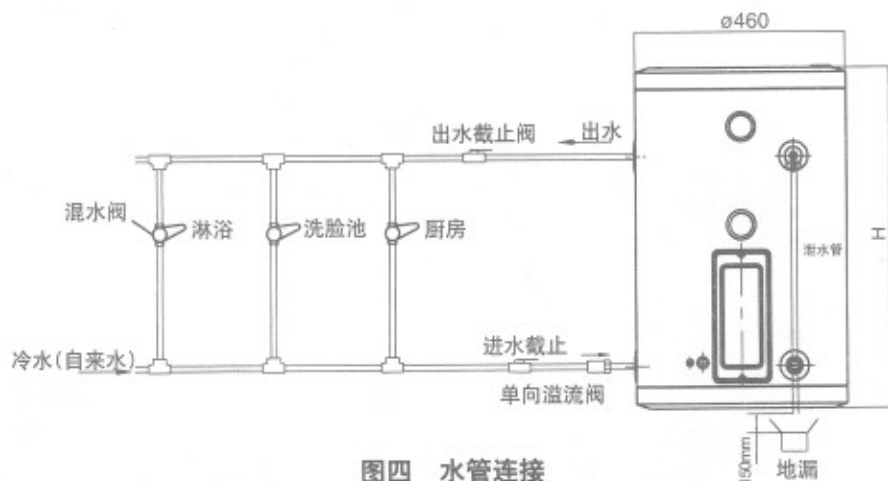 ø460
出水截止阀 出水
混水阀 淋浴 洗脸池 厨房
泄水管
H
冷水(自来水)
进水截止
单向溢流阀
50mm
地漏
图四 水管连接